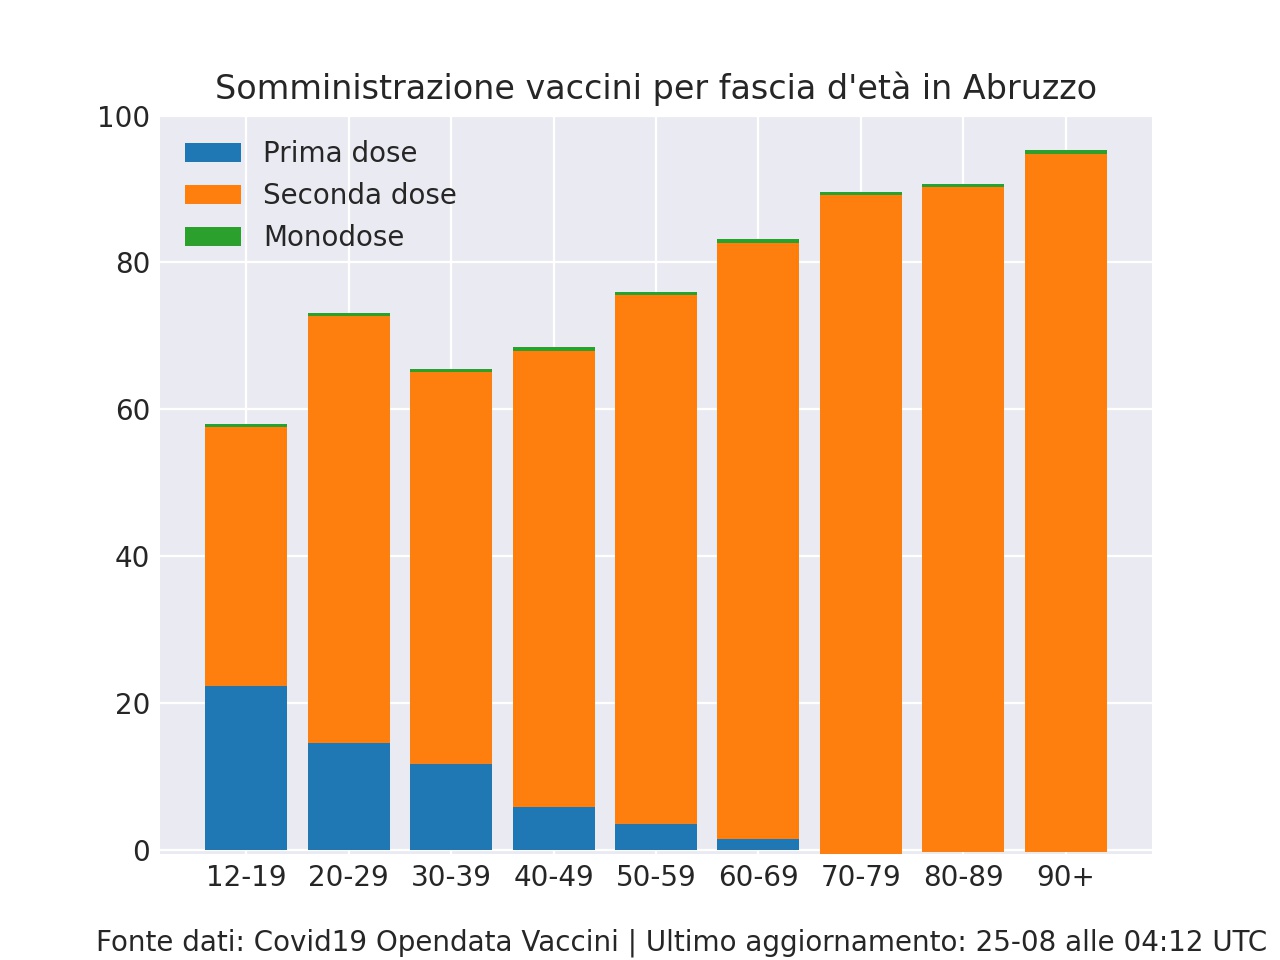 Somministrazione vaccini per fascia d'età in Abruzzo
100
80
60
40
20
0
Prima dose
Seconda dose
Monodose
12-19 20-29 30-39 40-49 50-59 60-69 70-79 80-89 90+
Fonte dati: Covid19 Opendata Vaccini | Ultimo aggiornamento: 25-08 alle 04:12 UTC